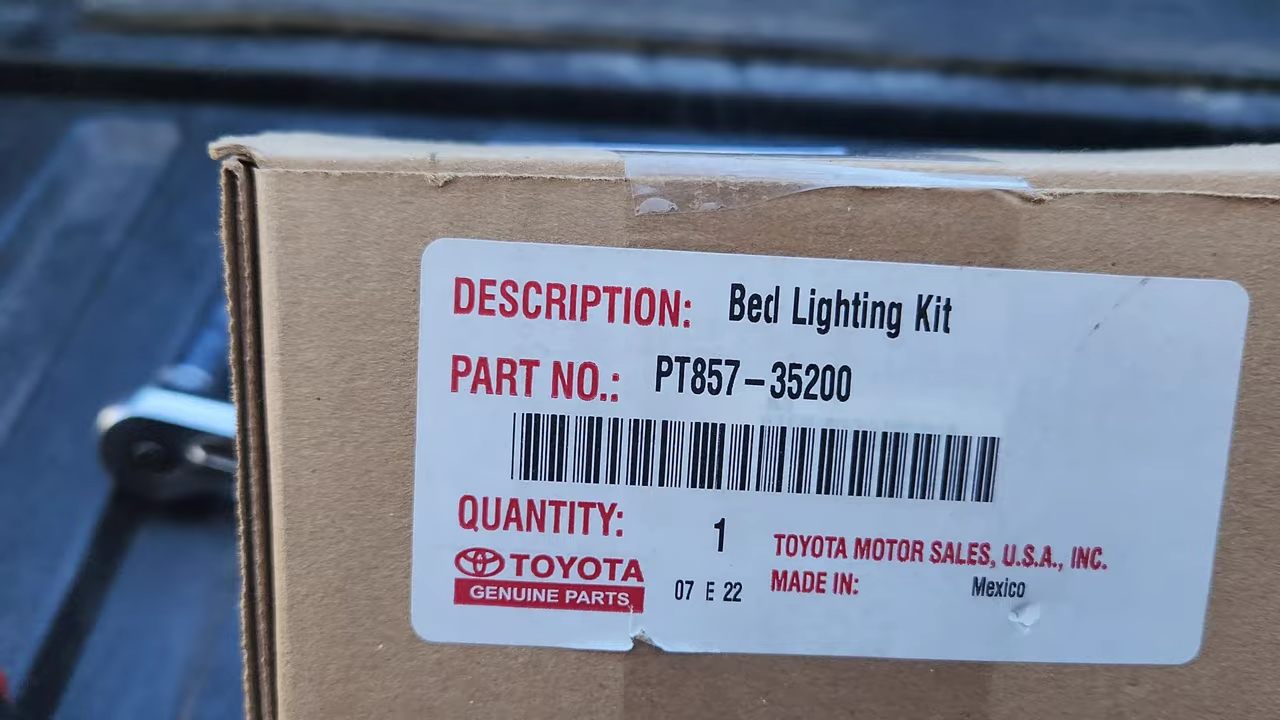 DESCRIPTION: Bed Lighting Kit
PART NO.: PT857-35200
QUANTITY: 1
TOYOTA
GENUINE PARTS
07 E 22
TOYOTA MOTOR SALES, U.S.A., INC.
MADE IN: Mexico